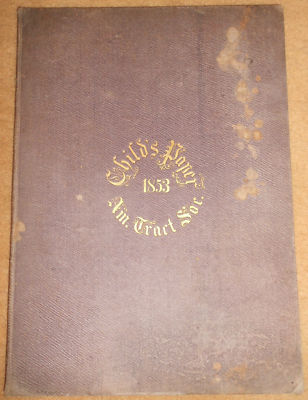 Child's Paper
1853
Am. Tract Soc.